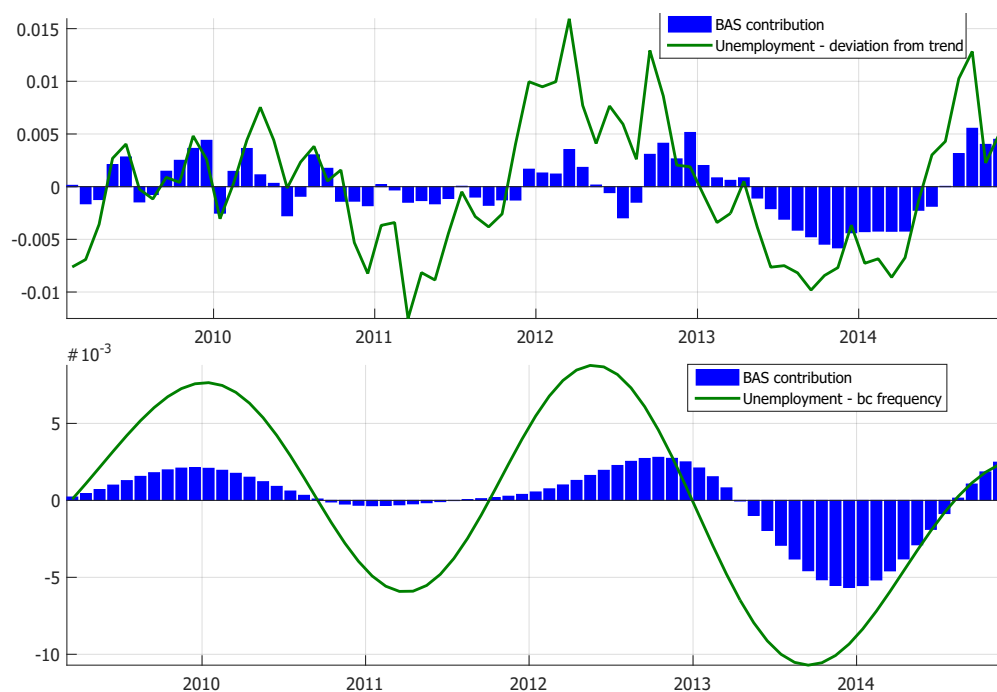 0.015
BAS contribution
Unemployment - deviation from trend
0.01
0.005
0
-0.005
-0.01
2010 2011 2012 2013 2014
#10^-3
BAS contribution
Unemployment - bc frequency
5
0
-5
-10
2010 2011 2012 2013 2014